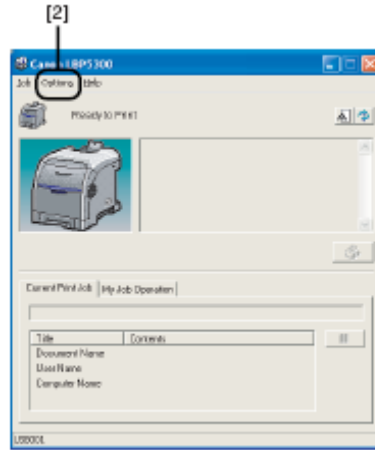 [2]
Canon LBP5300
Job Options Help
Ready to Print
Current Print Job My Job Operation
Title Contents
Document Name
User Name
Computer Name
USB001